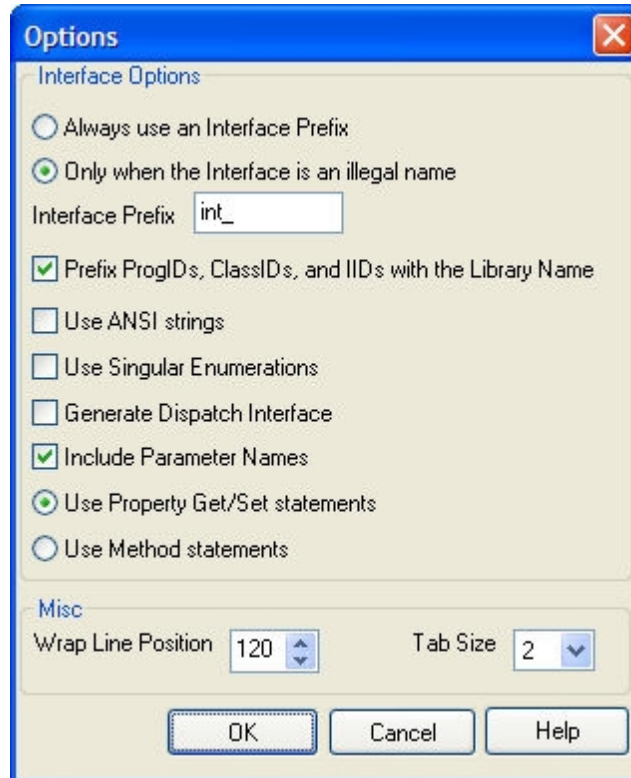 Options
Interface Options
Always use an Interface Prefix
Only when the Interface is an illegal name
Interface Prefix int_
Prefix ProgIDs, ClassIDs, and IIDs with the Library Name
Use ANSI strings
Use Singular Enumerations
Generate Dispatch Interface
Include Parameter Names
Use Property Get/Set statements
Use Method statements
Misc
Wrap Line Position 120 Tab Size 2
OK Cancel Help